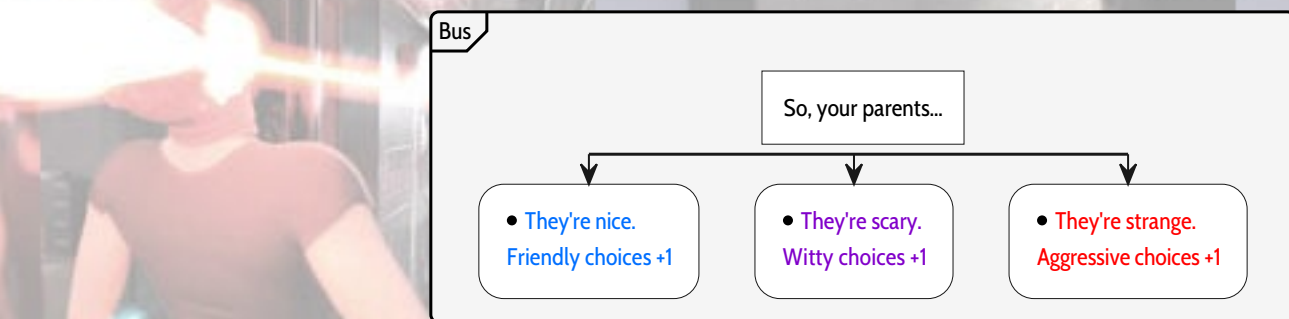 Bus
So, your parents...
• They're nice.
Friendly choices +1
• They're scary.
Witty choices +1
• They're strange.
Aggressive choices +1